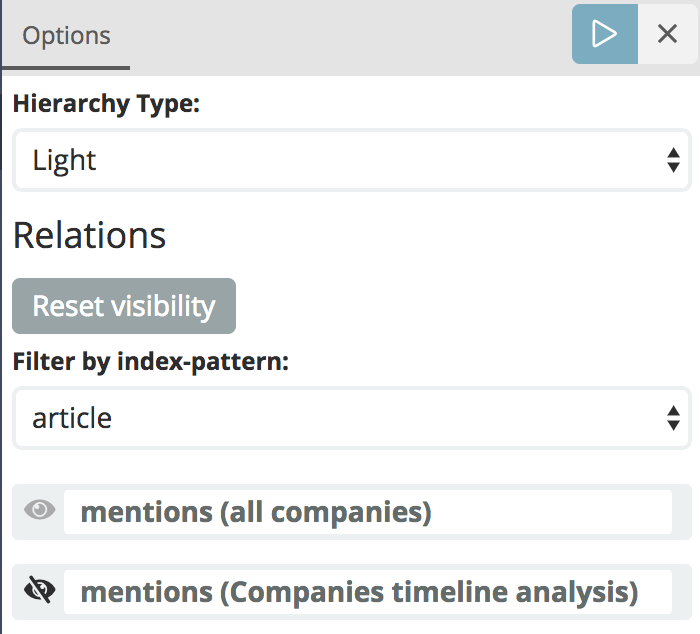 Options
Hierarchy Type:
Light
Relations
Reset visibility
Filter by index-pattern:
article
mentions (all companies)
mentions (Companies timeline analysis)